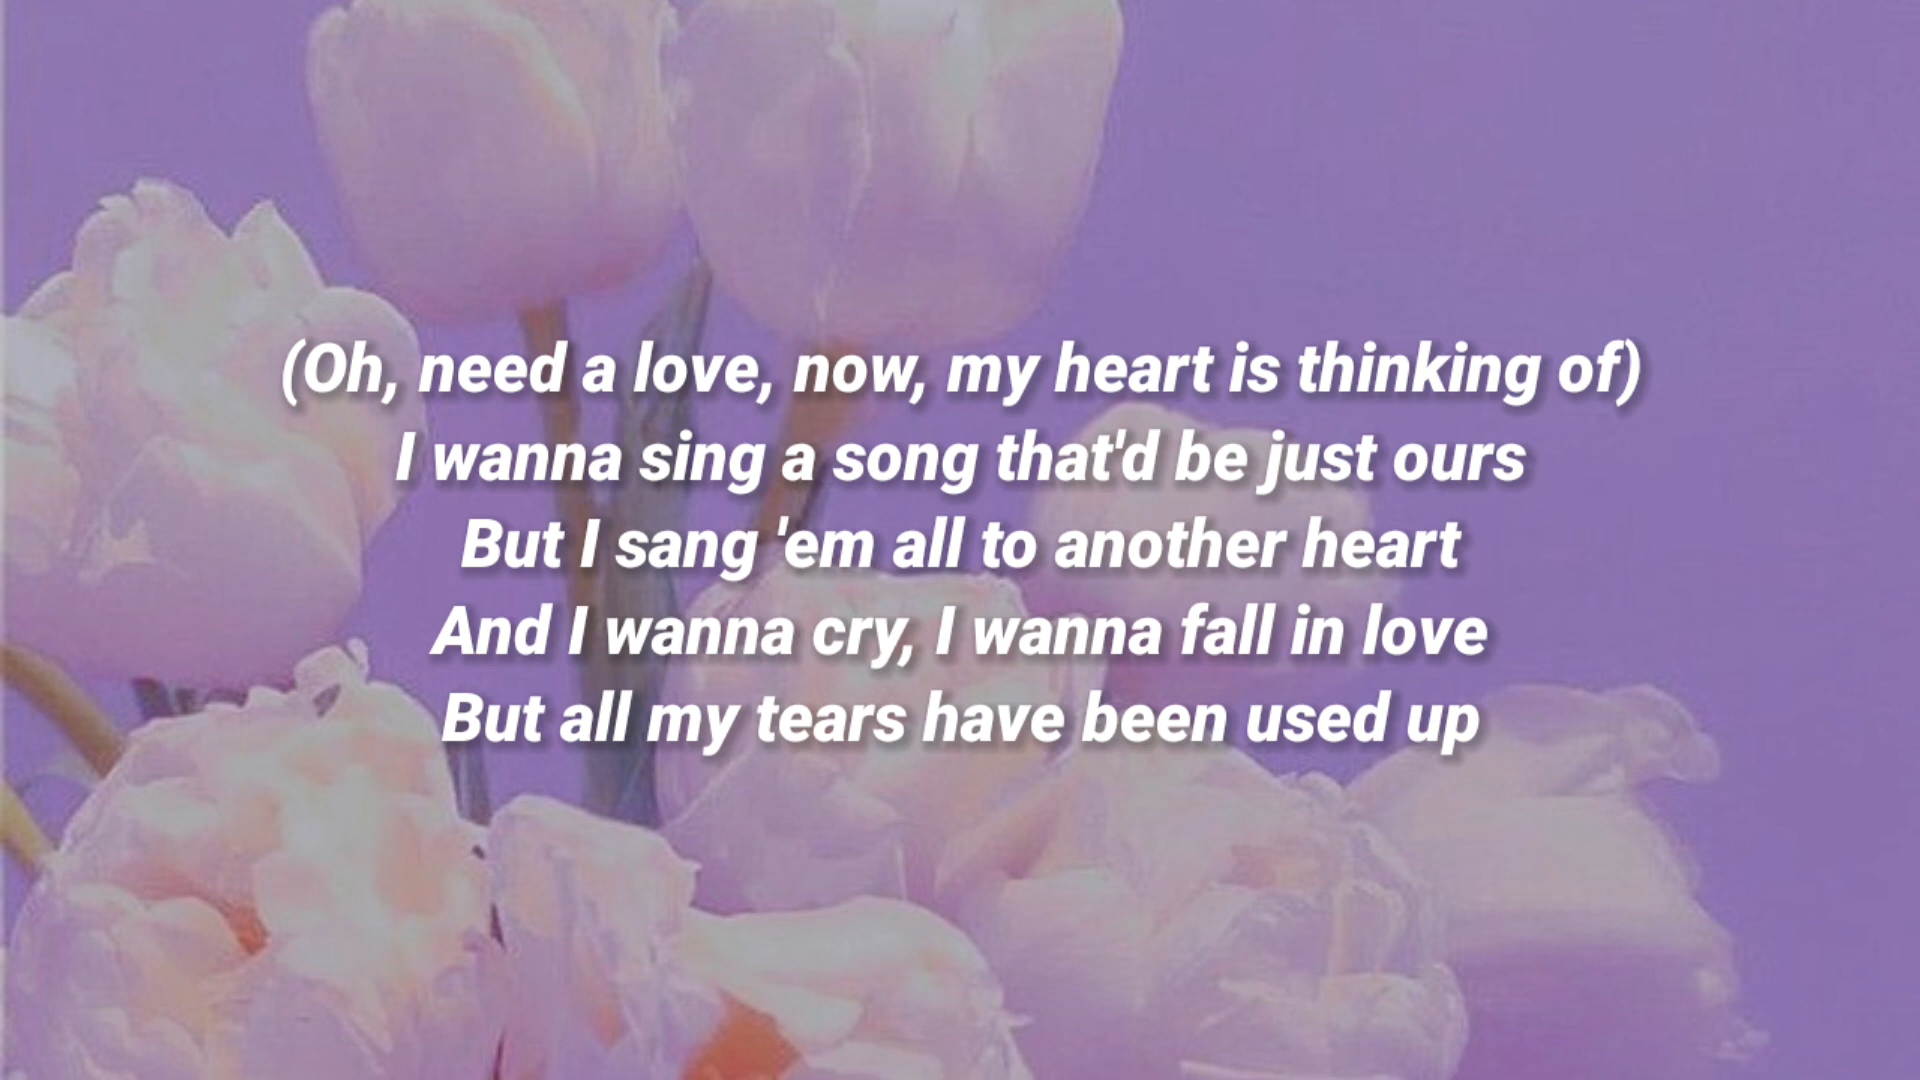 (Oh, need a love, now, my heart is thinking of)
I wanna sing a song that'd be just ours
But I sang 'em all to another heart
And I wanna cry, I wanna fall in love
But all my tears have been used up